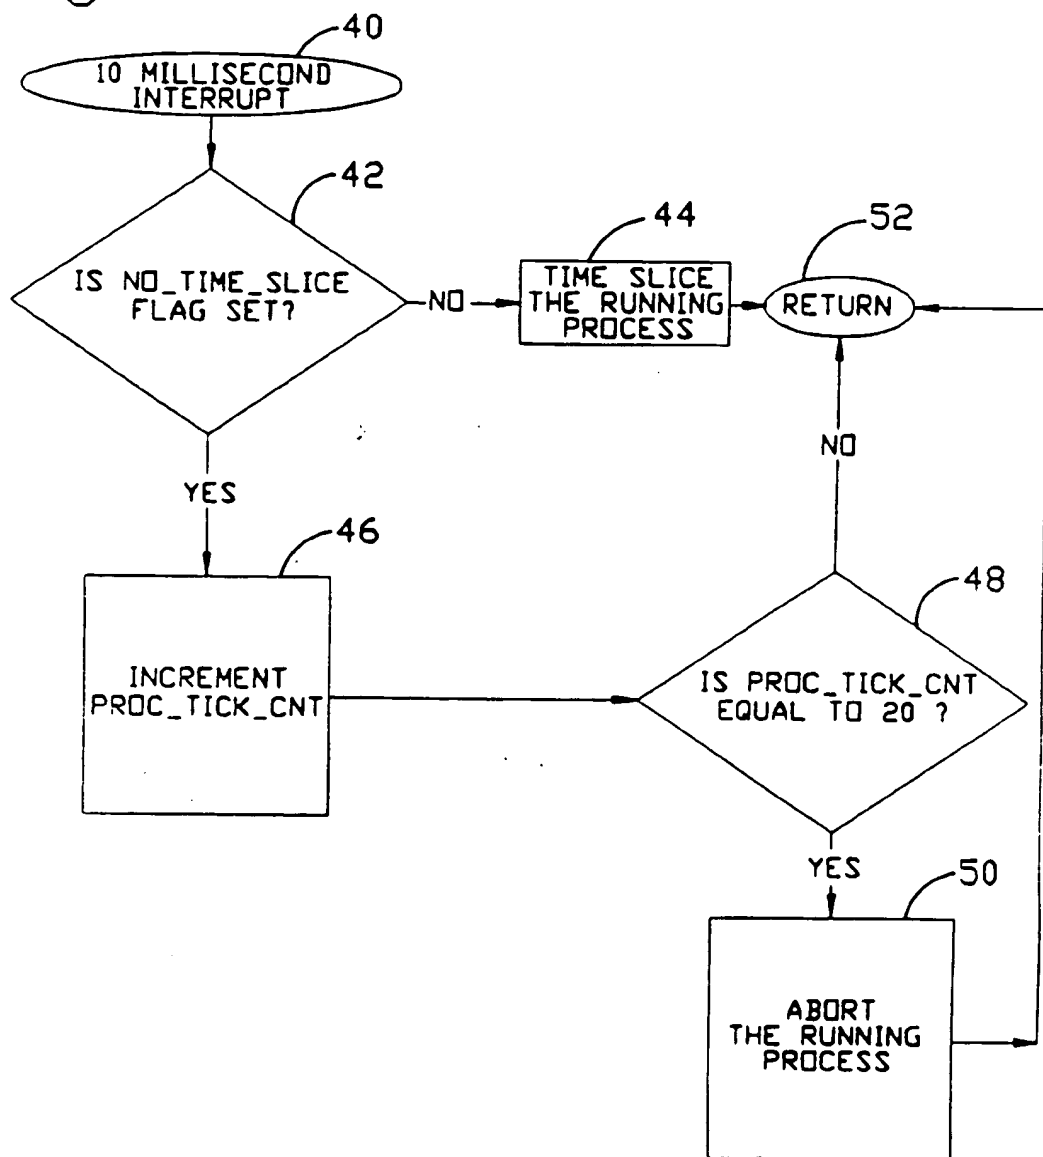 40
10 MILLISECOND
INTERRUPT
42
IS NO_TIME_SLICE
FLAG SET?
NO
44
TIME SLICE
THE RUNNING
PROCESS
52
RETURN
NO
YES
46
INCREMENT
PROC_TICK_CNT
48
IS PROC_TICK_CNT
EQUAL TO 20 ?
YES
50
ABORT
THE RUNNING
PROCESS